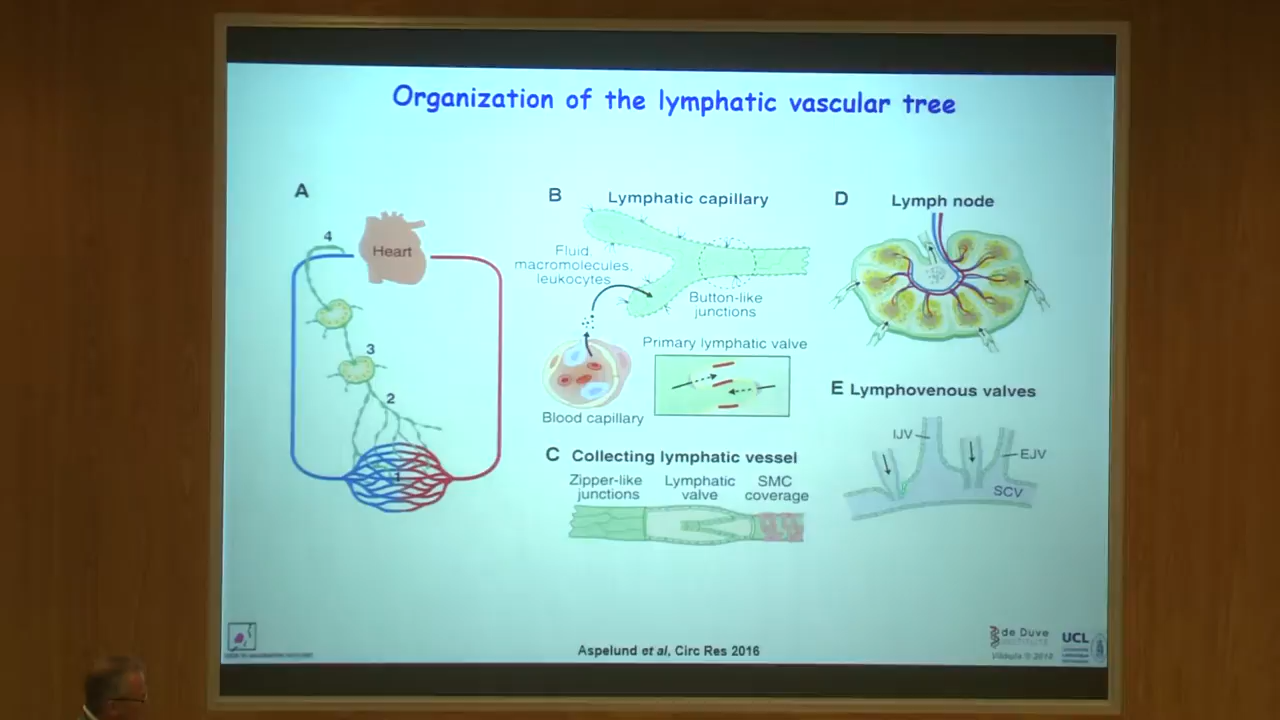 Organization of the lymphatic vascular tree
A
4
Heart
3
2
1
B
Lymphatic capillary
Fluid,
macromolecules,
leukocytes
Button-like
junctions
Primary lymphatic valve
Blood capillary
C Collecting lymphatic vessel
Zipper-like
junctions
Lymphatic
valve
SMC
coverage
D
Lymph node
E Lymphovenous valves
IJV
EJV
SCV
Aspelund et al, Circ Res 2016
de Duve
INSTITUTE
UCL